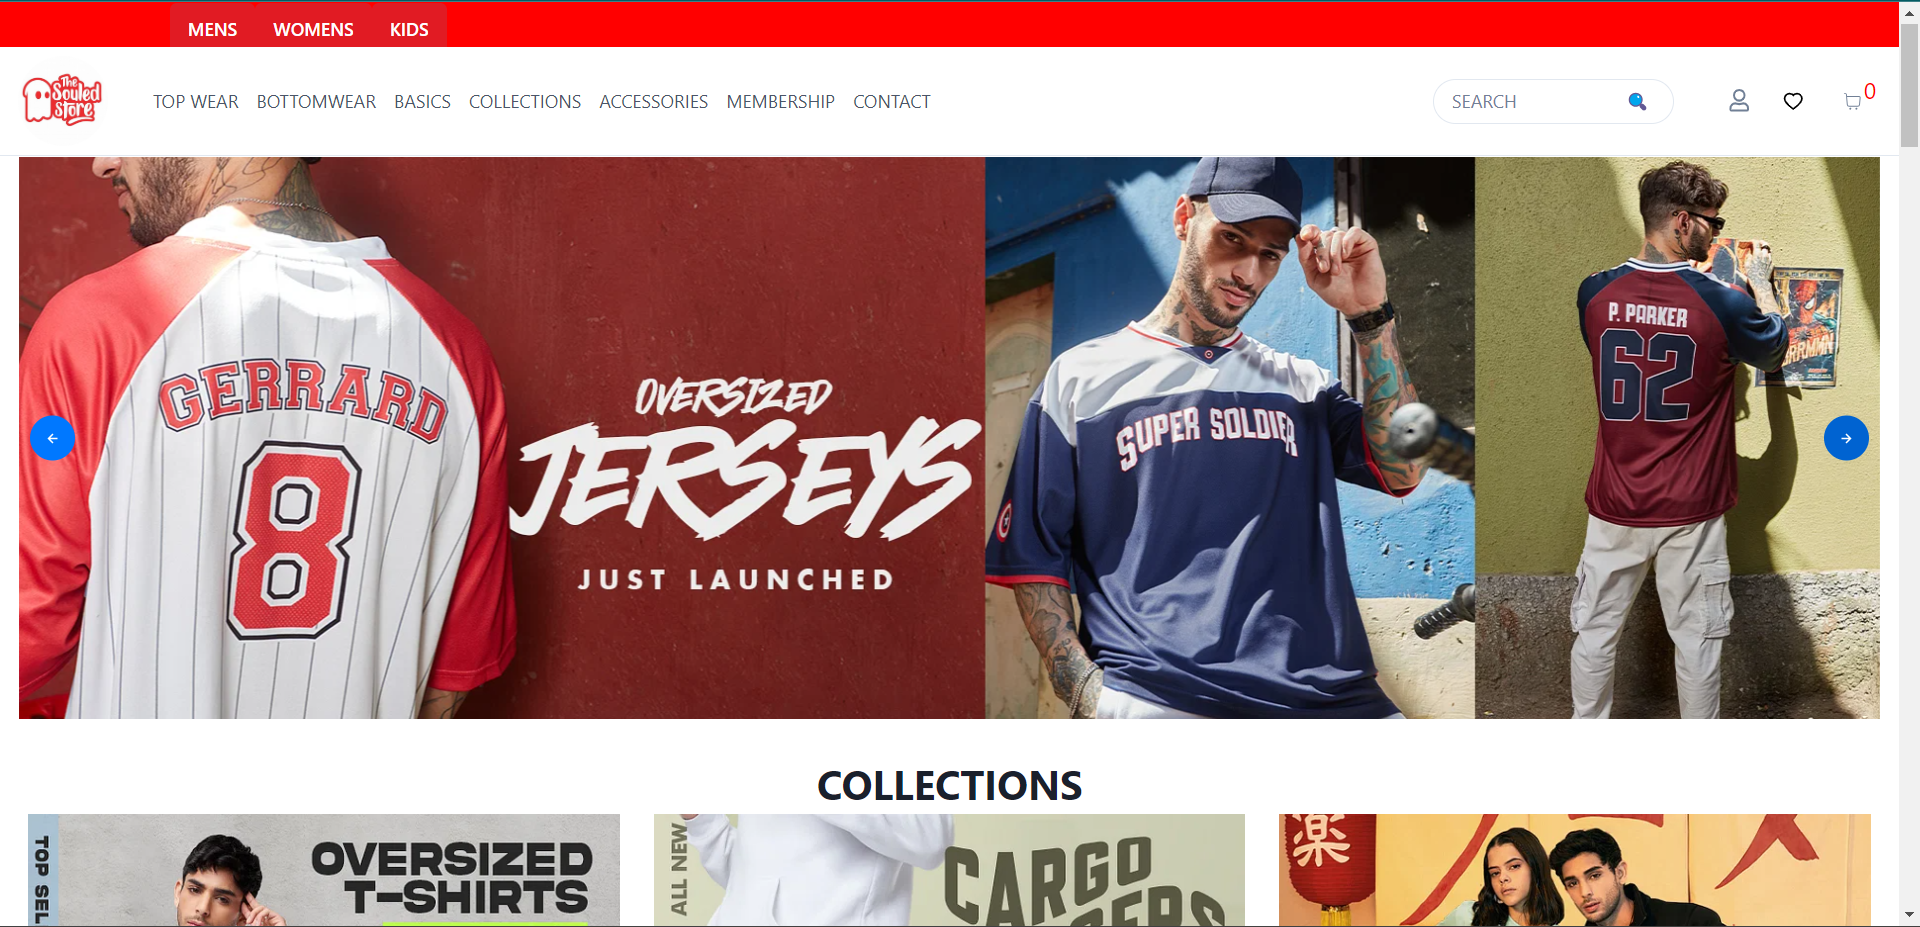 MENS WOMENS KIDS
The
Souled
Store
TOP WEAR BOTTOMWEAR BASICS COLLECTIONS ACCESSORIES MEMBERSHIP CONTACT
SEARCH
0
GERRARD
8
OVERSIZED
JERSEYS
JUST LAUNCHED
SUPER SOLDIER
P. PARKER
62
COLLECTIONS
TOP SEL
OVERSIZED
T-SHIRTS
ALL NEW
CARGO
楽